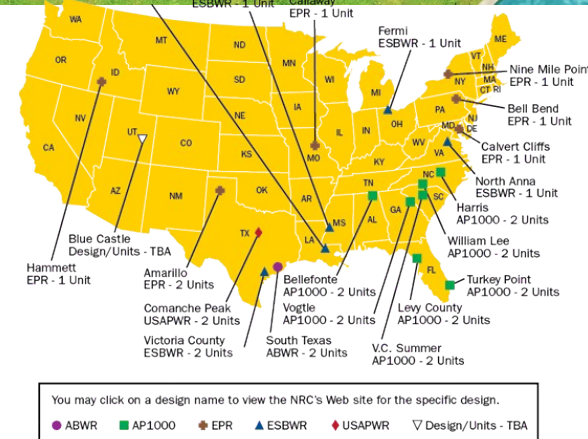 ESBWR - 1 Unit
Callaway
EPR - 1 Unit
Fermi
ESBWR - 1 Unit
WA
OR
CA
NV
ID
MT
WY
UT
AZ
CO
NM
ND
SD
NE
KS
OK
TX
MN
IA
MO
AR
LA
WI
IL
MI
IN
OH
KY
TN
MS
AL
GA
FL
SC
NC
VA
WV
PA
NY
VT
NH
MA
CT RI
NJ
DE
MD
ME
Nine Mile Point
EPR - 1 Unit
Bell Bend
EPR - 1 Unit
Calvert Cliffs
EPR - 1 Unit
North Anna
ESBWR - 1 Unit
Harris
AP1000 - 2 Units
William Lee
AP1000 - 2 Units
Turkey Point
AP1000 - 2 Units
Levy County
AP1000 - 2 Units
V.C. Summer
AP1000 - 2 Units
Bellefonte
AP1000 - 2 Units
Vogtle
AP1000 - 2 Units
South Texas
ABWR - 2 Units
Victoria County
ESBWR - 2 Units
Comanche Peak
USAPWR - 2 Units
Amarillo
EPR - 2 Units
Blue Castle
Design/Units - TBA
Hammett
EPR - 1 Unit
You may click on a design name to view the NRC's Web site for the specific design.
ABWR AP1000 EPR ESBWR USAPWR Design/Units - TBA